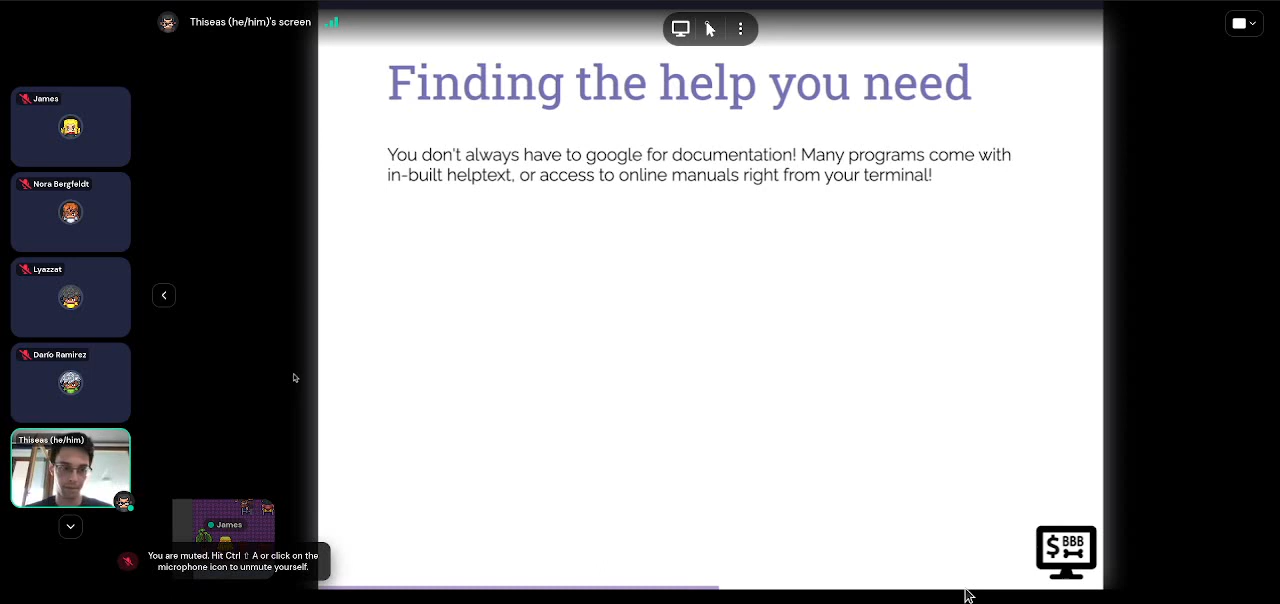 Thiseas (he/him)'s screen
Finding the help you need
You don't always have to google for documentation! Many programs come with
in-built helptext, or access to online manuals right from your terminal!
James
Nora Bergfeldt
Lyazzat
Darío Ramirez
Thiseas (he/him)
James
You are muted. Hit Ctrl ⇧ A or click on the
microphone icon to unmute yourself.
$ BBB